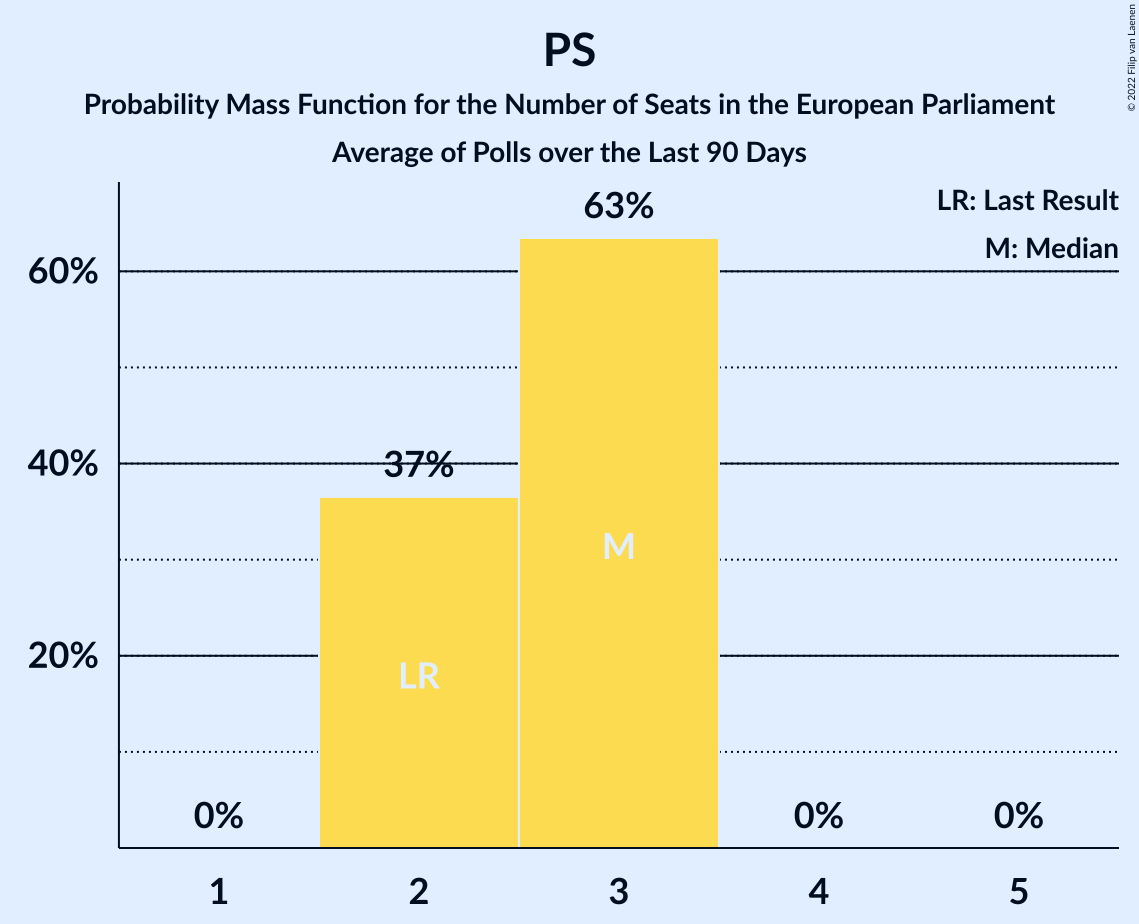 PS
Probability Mass Function for the Number of Seats in the European Parliament
Average of Polls over the Last 90 Days
© 2022 Filip van Laenen
LR: Last Result
M: Median
63%
60%
40%
37%
M
20%
LR
0%
0%
0%
1
2
3
4
5